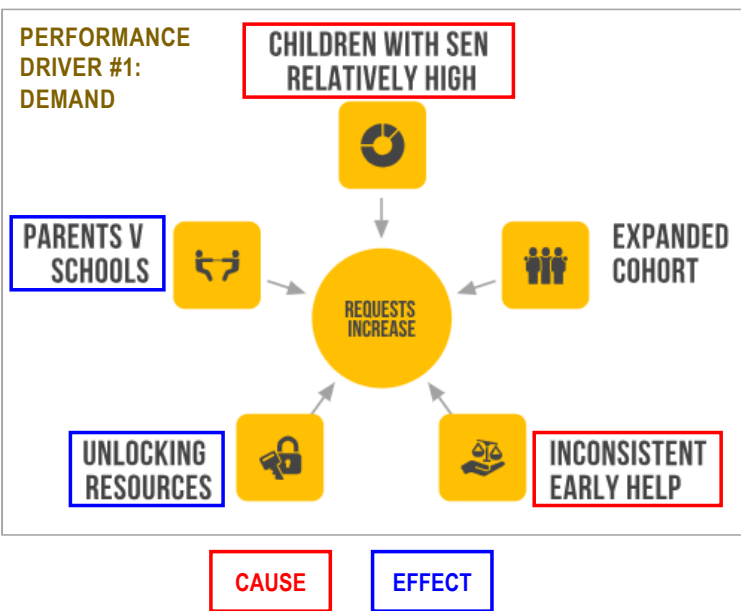 PERFORMANCE
DRIVER #1:
DEMAND
CHILDREN WITH SEN
RELATIVELY HIGH
PARENTS V
SCHOOLS
EXPANDED
COHORT
REQUESTS
INCREASE
UNLOCKING
RESOURCES
INCONSISTENT
EARLY HELP
CAUSE
EFFECT